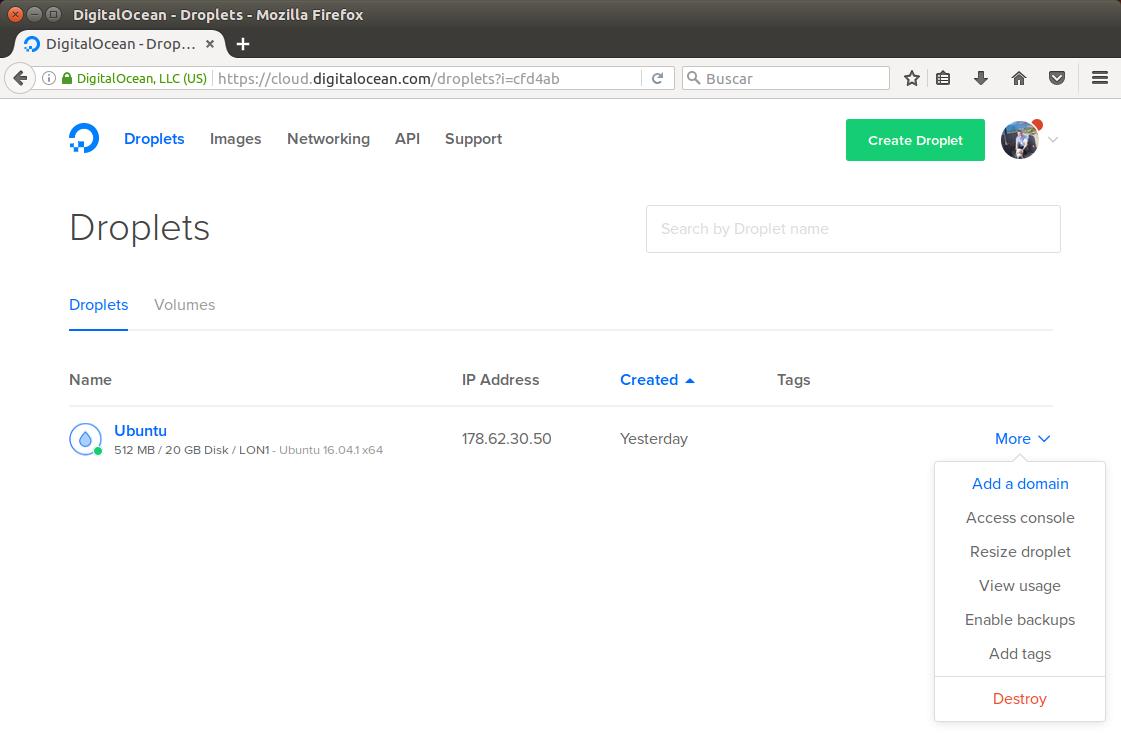 DigitalOcean - Droplets - Mozilla Firefox
DigitalOcean - Drop…
DigitalOcean, LLC (US) https://cloud.digitalocean.com/droplets?i=cfd4ab Buscar
Droplets Images Networking API Support Create Droplet
Droplets Search by Droplet name
Droplets Volumes
Name IP Address Created Tags
Ubuntu
512 MB / 20 GB Disk / LON1 - Ubuntu 16.04.1 x64 178.62.30.50 Yesterday More
Add a domain
Access console
Resize droplet
View usage
Enable backups
Add tags
Destroy